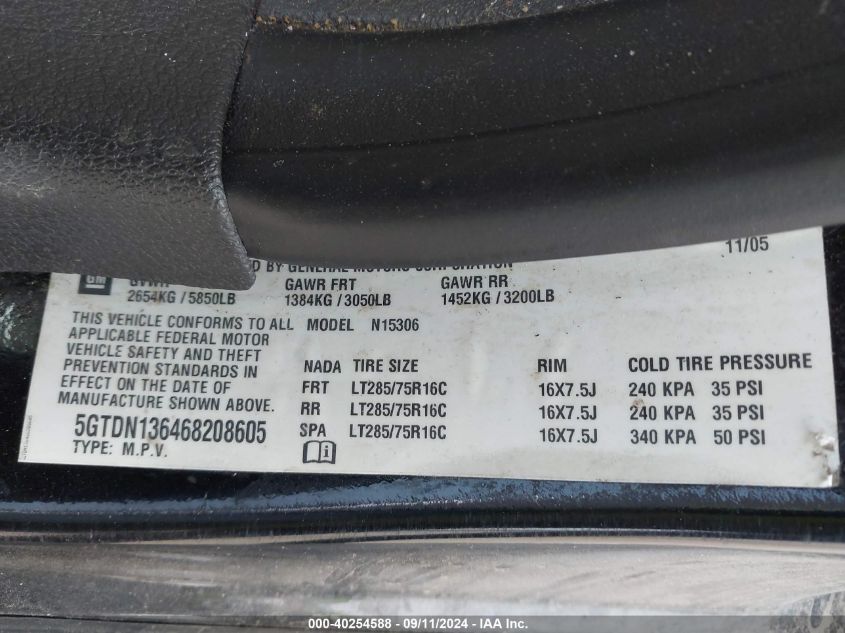 11/05
D BY GENERAL MOTORS CORPORATION
GM GVWR GAWR FRT GAWR RR
2654KG / 5850LB 1384KG / 3050LB 1452KG / 3200LB
THIS VEHICLE CONFORMS TO ALL MODEL N15306
APPLICABLE FEDERAL MOTOR
VEHICLE SAFETY AND THEFT
PREVENTION STANDARDS IN
EFFECT ON THE DATE OF
MANUFACTURE SHOWN ABOVE.
5GTDN136468208605
TYPE: M.P.V.
NADA TIRE SIZE RIM COLD TIRE PRESSURE
FRT LT285/75R16C 16X7.5J 240 KPA 35 PSI
RR LT285/75R16C 16X7.5J 240 KPA 35 PSI
SPA LT285/75R16C 16X7.5J 340 KPA 50 PSI
000-40254588 - 09/11/2024 - IAA Inc.